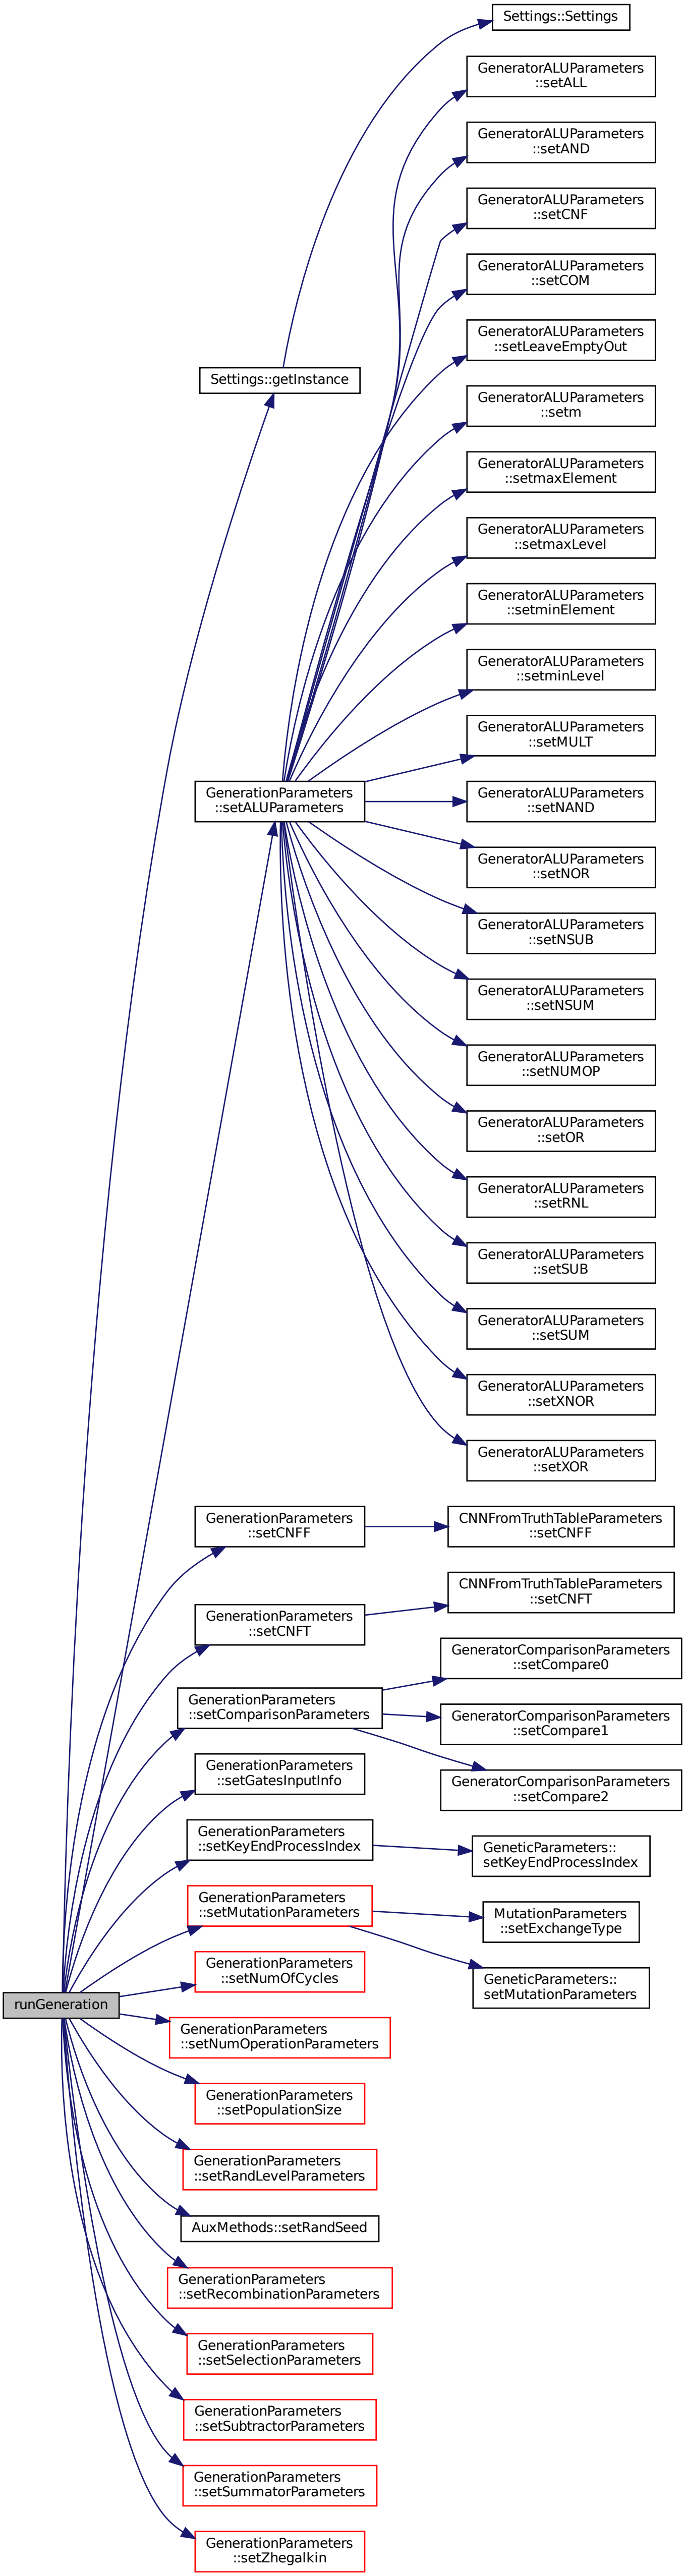 Settings::Settings
GeneratorALUParameters
::setALL
GeneratorALUParameters
::setAND
GeneratorALUParameters
::setCNF
GeneratorALUParameters
::setCOM
GeneratorALUParameters
::setLeaveEmptyOut
Settings::getInstance
GeneratorALUParameters
::setm
GeneratorALUParameters
::setmaxElement
GeneratorALUParameters
::setmaxLevel
GeneratorALUParameters
::setminElement
GeneratorALUParameters
::setminLevel
GeneratorALUParameters
::setMULT
GenerationParameters
::setALUParameters
GeneratorALUParameters
::setNAND
GeneratorALUParameters
::setNOR
GeneratorALUParameters
::setNSUB
GeneratorALUParameters
::setNSUM
GeneratorALUParameters
::setNUMOP
GeneratorALUParameters
::setOR
GeneratorALUParameters
::setRNL
GeneratorALUParameters
::setSUB
GeneratorALUParameters
::setSUM
GeneratorALUParameters
::setXNOR
GeneratorALUParameters
::setXOR
GenerationParameters
::setCNFF
CNNFromTruthTableParameters
::setCNFF
GenerationParameters
::setCNFT
CNNFromTruthTableParameters
::setCNFT
GenerationParameters
::setComparisonParameters
GeneratorComparisonParameters
::setCompare0
GeneratorComparisonParameters
::setCompare1
GeneratorComparisonParameters
::setCompare2
GenerationParameters
::setGatesInputInfo
GenerationParameters
::setKeyEndProcessIndex
GeneticParameters::
setKeyEndProcessIndex
GenerationParameters
::setMutationParameters
MutationParameters
::setExchangeType
GeneticParameters::
setMutationParameters
GenerationParameters
::setNumOfCycles
runGeneration
GenerationParameters
::setNumOperationParameters
GenerationParameters
::setPopulationSize
GenerationParameters
::setRandLevelParameters
AuxMethods::setRandSeed
GenerationParameters
::setRecombinationParameters
GenerationParameters
::setSelectionParameters
GenerationParameters
::setSubtractorParameters
GenerationParameters
::setSummatorParameters
GenerationParameters
::setZhegalkin